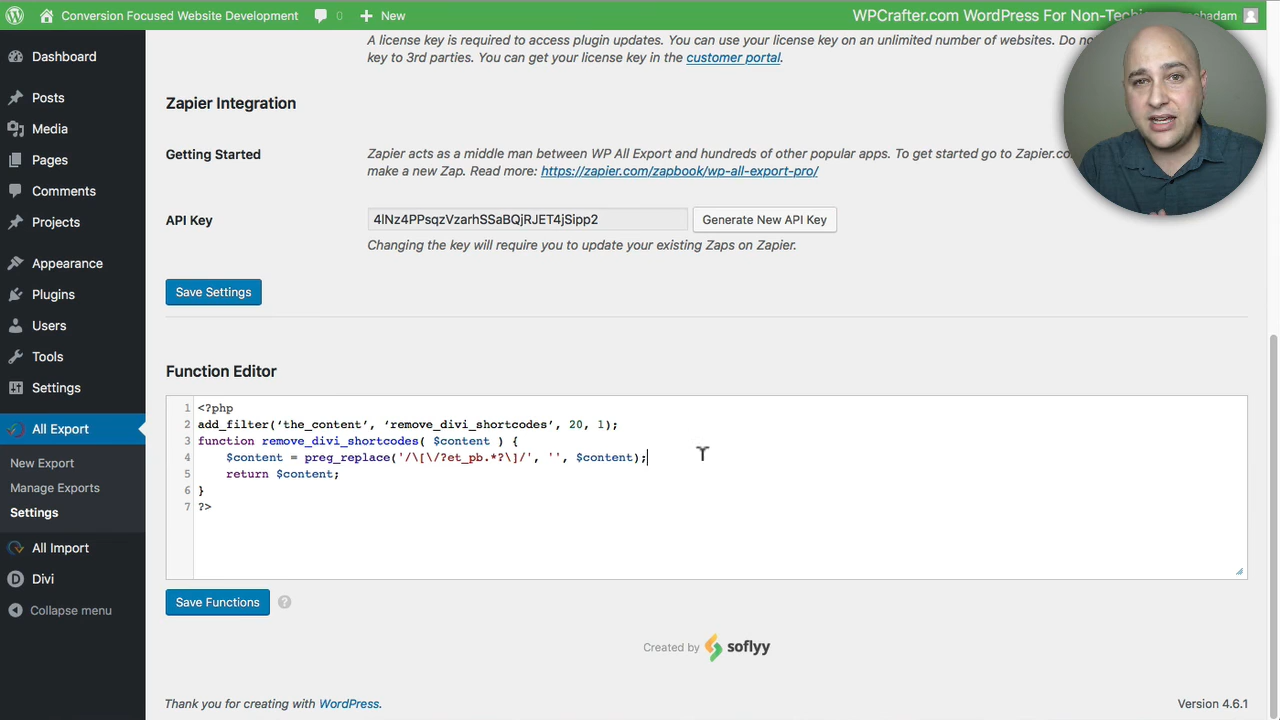 Conversion Focused Website Development 0 New WPCrafter.com WordPress For Non-Techi
A license key is required to access plugin updates. You can use your license key on an unlimited number of websites. Do no
key to 3rd parties. You can get your license key in the customer portal.
Zapier Integration
Getting Started
Zapier acts as a middle man between WP All Export and hundreds of other popular apps. To get started go to Zapier.co
make a new Zap. Read more: https://zapier.com/zapbook/wp-all-export-pro/
API Key
4lNz4PPsqzVzarhSSaBQjRJET4jSipp2 Generate New API Key
Changing the key will require you to update your existing Zaps on Zapier.
Save Settings
Function Editor
1 <?php
2 add_filter(‘the_content’, ‘remove_divi_shortcodes’, 20, 1);
3 function remove_divi_shortcodes( $content ) {
4 $content = preg_replace('/\[\/?et_pb.*?\]/', '', $content);
5 return $content;
6 }
7 ?>
Save Functions ?
Created by soflyy
Thank you for creating with WordPress.
Version 4.6.1
Dashboard
Posts
Media
Pages
Comments
Projects
Appearance
Plugins
Users
Tools
Settings
All Export
New Export
Manage Exports
Settings
All Import
Divi
Collapse menu